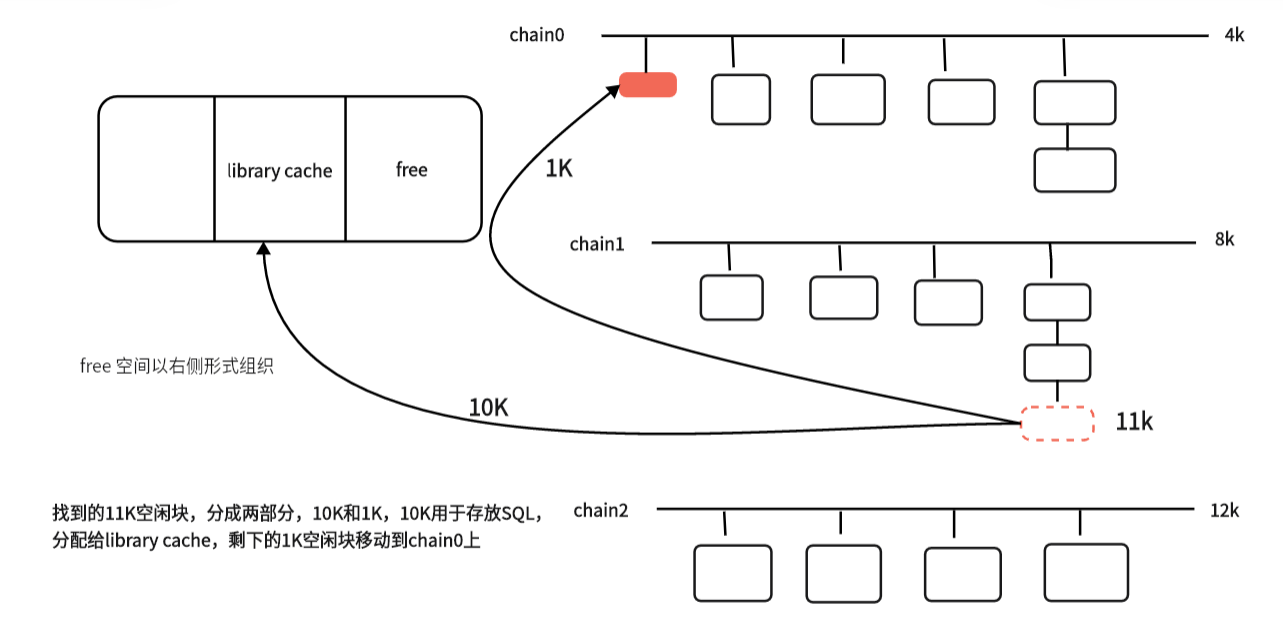 chain0
4k
library cache
free
1K
chain1
8k
free 空间以右侧形式组织
10K
11k
找到的11K空闲块，分成两部分，10K和1K，10K用于存放SQL，
分配给library cache，剩下的1K空闲块移动到chain0上
chain2
12k